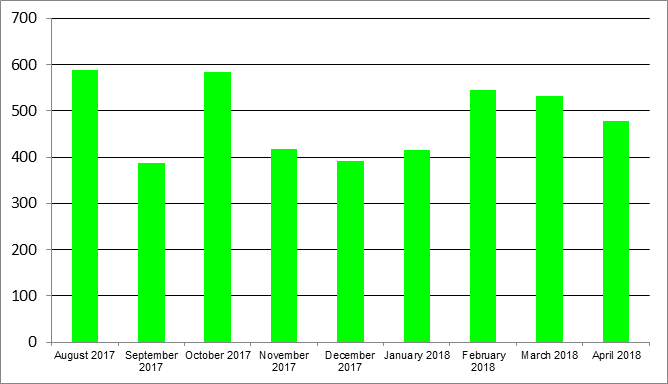 700
600
500
400
300
200
100
0
August 2017
September
2017
October 2017
November
2017
December
2017
January 2018
February
2018
March 2018
April 2018